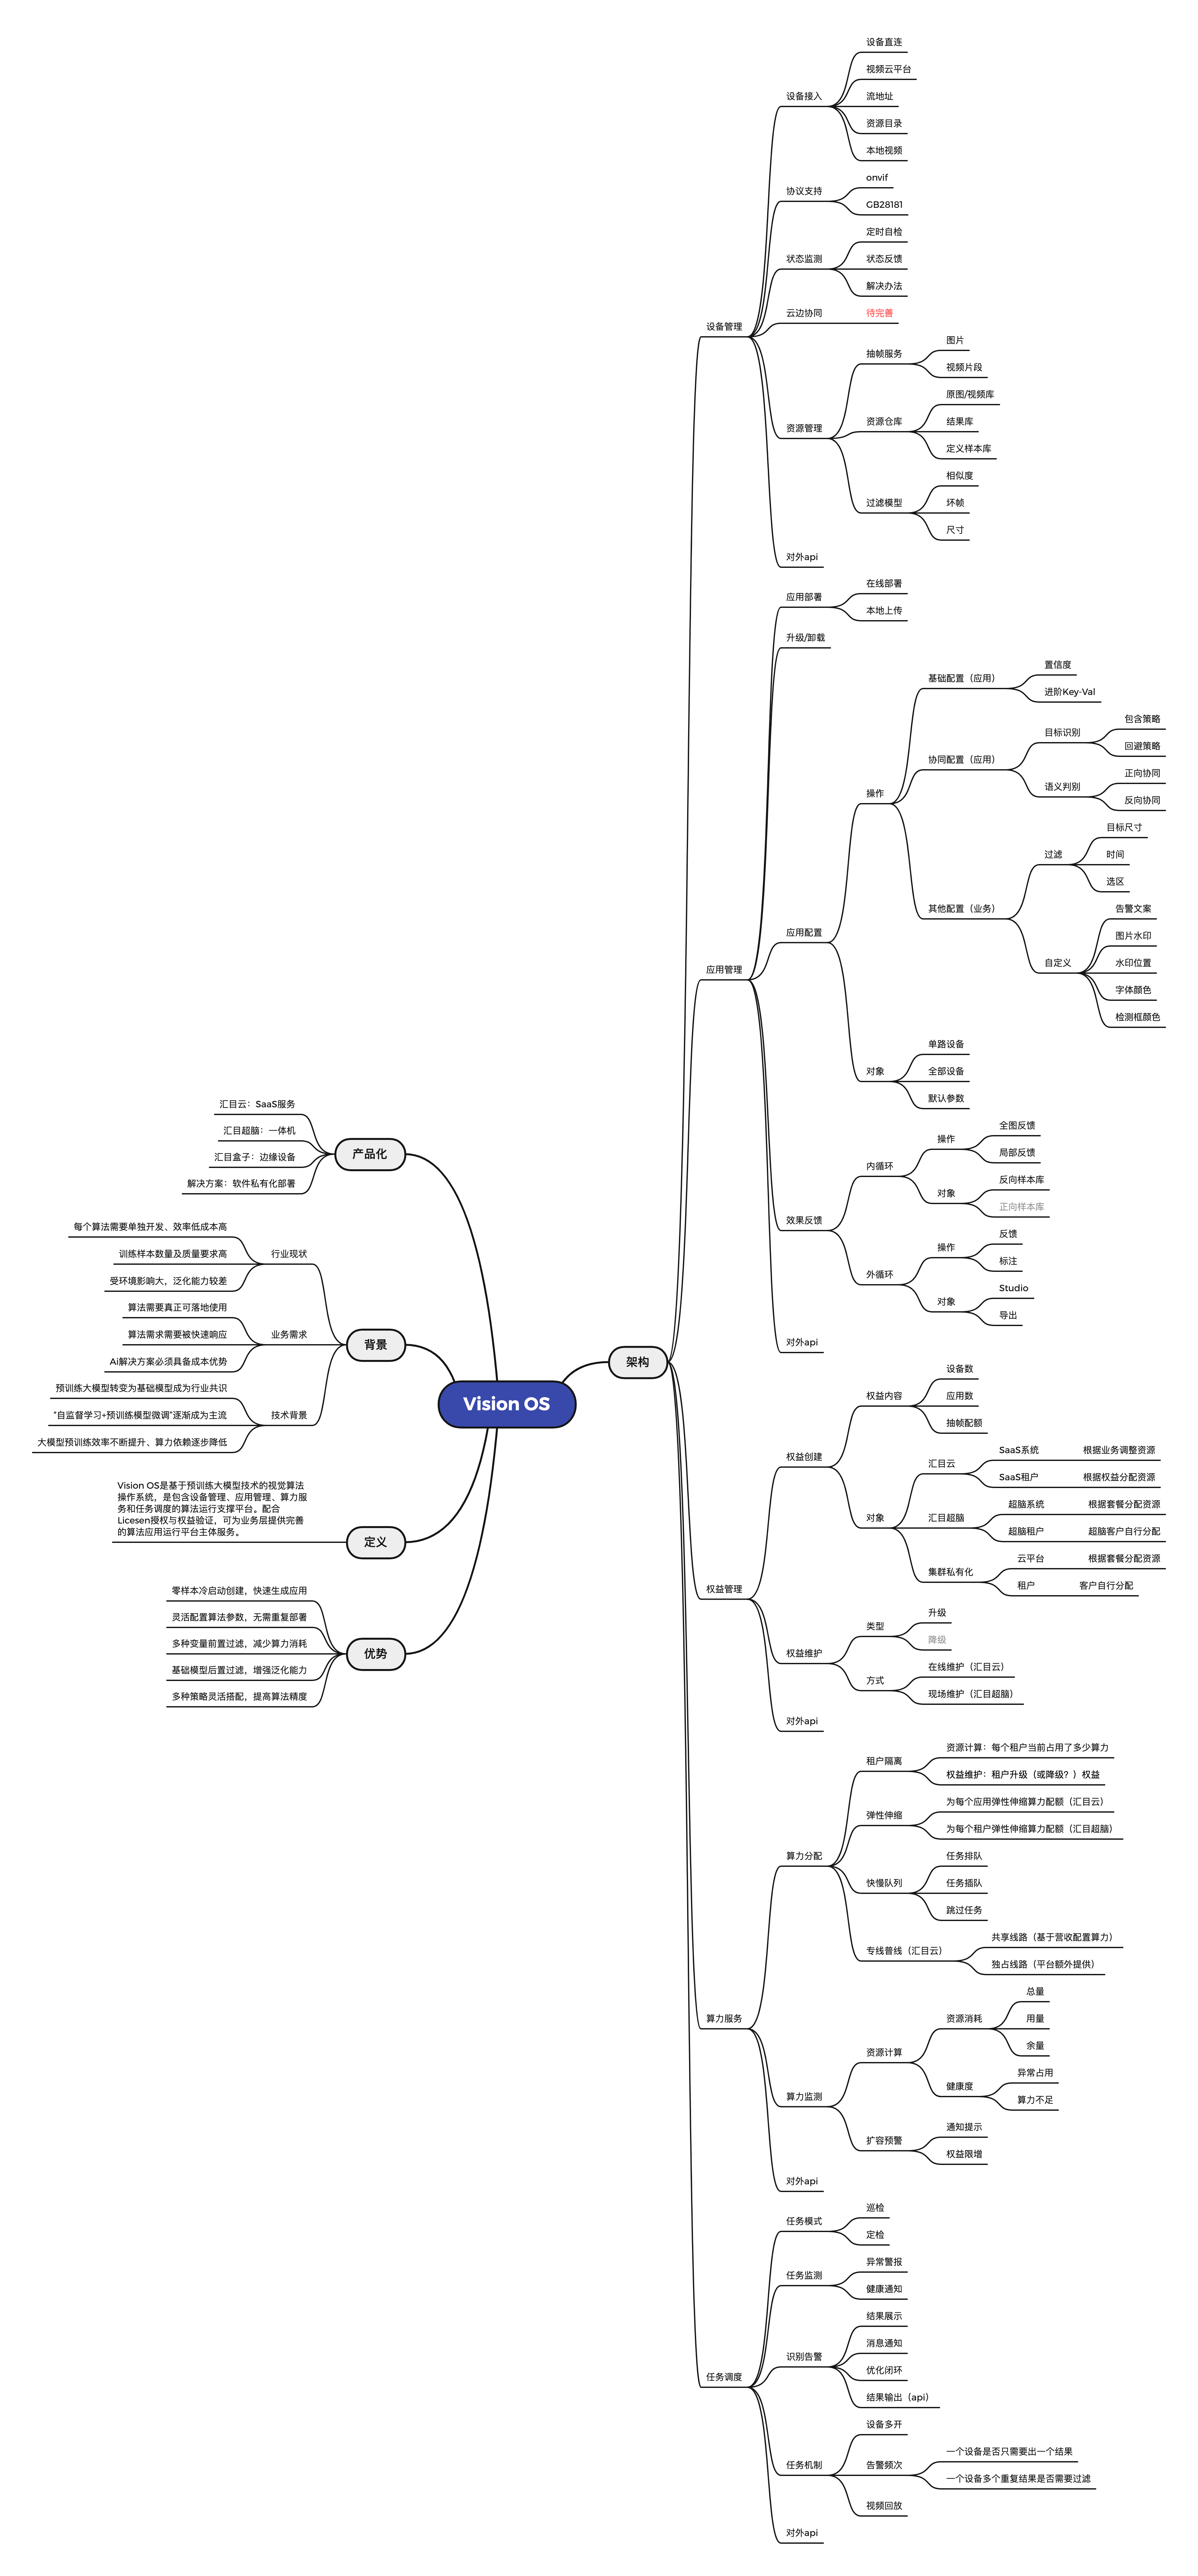 Vision OS
产品化
汇目云：SaaS服务
汇目超脑：一体机
汇目盒子：边缘设备
解决方案：软件私有化部署
背景
行业现状
每个算法需要单独开发、效率低成本高
训练样本数量及质量要求高
受环境影响大，泛化能力较差
业务需求
算法需要真正可落地使用
算法需求需要被快速响应
Ai解决方案必须具备成本优势
技术背景
预训练大模型转变为基础模型成为行业共识
“自监督学习+预训练模型微调”逐渐成为主流
大模型预训练效率不断提升、算力依赖逐步降低
定义
Vision OS是基于预训练大模型技术的视觉算法
操作系统，是包含设备管理、应用管理、算力服
务和任务调度的算法运行支撑平台。配合
Licesen授权与权益验证，可为业务层提供完善
的算法应用运行平台主体服务。
优势
零样本冷启动创建，快速生成应用
灵活配置算法参数，无需重复部署
多种变量前置过滤，减少算力消耗
基础模型后置过滤，增强泛化能力
多种策略灵活搭配，提高算法精度
架构
设备管理
设备接入
设备直连
视频云平台
流地址
资源目录
本地视频
协议支持
onvif
GB28181
状态监测
定时自检
状态反馈
解决办法
云边协同
待完善
资源管理
抽帧服务
图片
视频片段
资源仓库
原图/视频库
结果库
定义样本库
过滤模型
相似度
坏帧
尺寸
对外api
应用管理
应用部署
在线部署
本地上传
升级/卸载
应用配置
操作
基础配置（应用）
置信度
进阶Key-Val
协同配置（应用）
目标识别
包含策略
回避策略
语义判别
正向协同
反向协同
其他配置（业务）
过滤
目标尺寸
时间
选区
自定义
告警文案
图片水印
水印位置
字体颜色
检测框颜色
对象
单路设备
全部设备
默认参数
效果反馈
内循环
操作
全图反馈
局部反馈
对象
反向样本库
正向样本库
外循环
操作
反馈
标注
对象
Studio
导出
对外api
权益管理
权益创建
权益内容
设备数
应用数
抽帧配额
对象
汇目云
SaaS系统
根据业务调整资源
SaaS租户
根据权益分配资源
汇目超脑
超脑系统
根据套餐分配资源
超脑租户
超脑客户自行分配
集群私有化
云平台
根据套餐分配资源
租户
客户自行分配
权益维护
类型
升级
降级
方式
在线维护（汇目云）
现场维护（汇目超脑）
对外api
算力服务
算力分配
租户隔离
资源计算：每个租户当前占用了多少算力
权益维护：租户升级（或降级？）权益
弹性伸缩
为每个应用弹性伸缩算力配额（汇目云）
为每个租户弹性伸缩算力配额（汇目超脑）
快慢队列
任务排队
任务插队
跳过任务
专线普线（汇目云）
共享线路（基于营收配置算力）
独占线路（平台额外提供）
算力监测
资源计算
资源消耗
总量
用量
余量
健康度
异常占用
算力不足
扩容预警
通知提示
权益限增
对外api
任务调度
任务模式
巡检
定检
任务监测
异常警报
健康通知
识别告警
结果展示
消息通知
优化闭环
结果输出（api）
任务机制
设备多开
告警频次
一个设备是否只需要出一个结果
一个设备多个重复结果是否需要过滤
视频回放
对外api